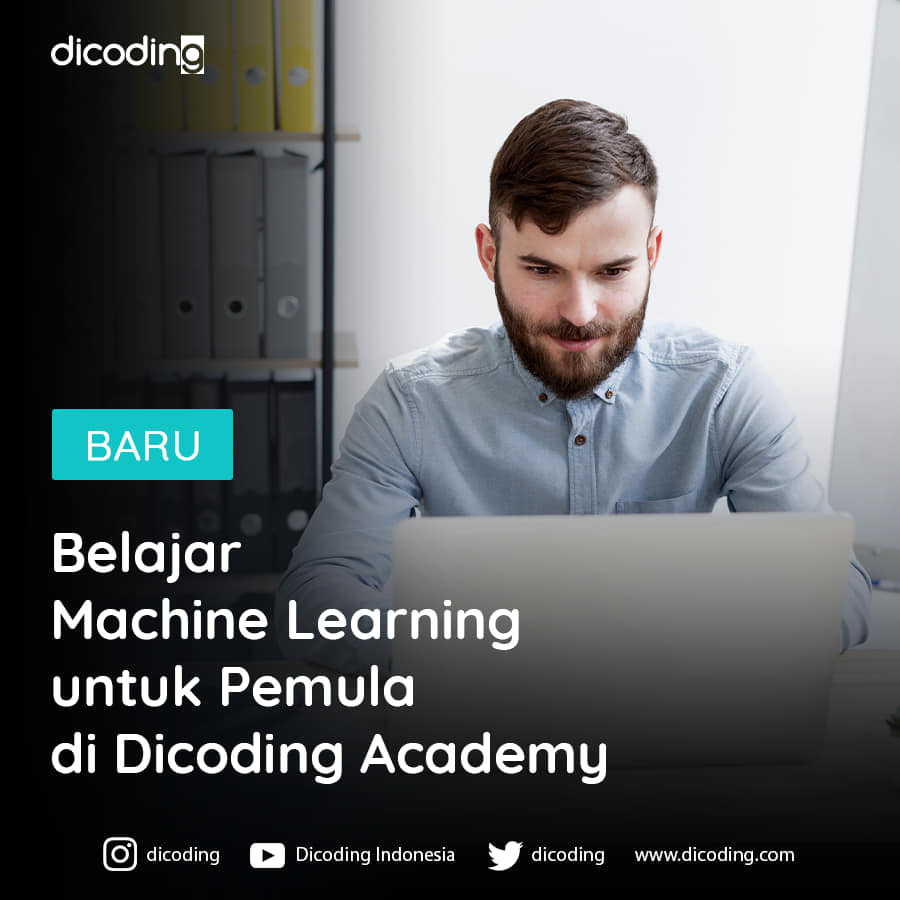 dicoding
BARU
Belajar
Machine Learning
untuk Pemula
di Dicoding Academy
dicoding Dicoding Indonesia dicoding www.dicoding.com